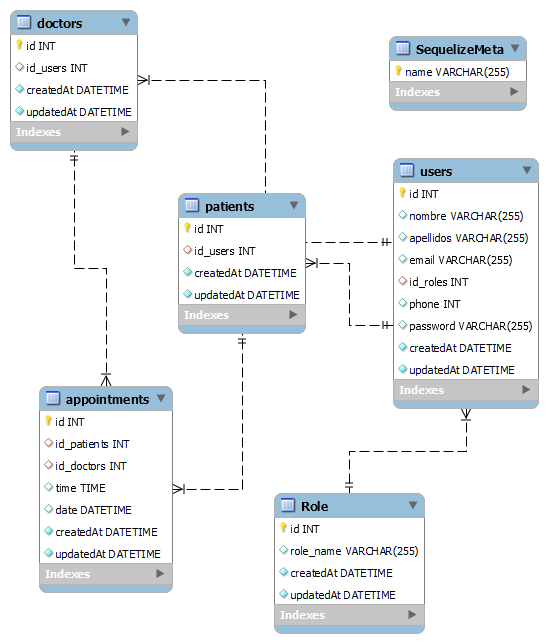 doctors
id INT
id_users INT
createdAt DATETIME
updatedAt DATETIME
Indexes
SequelizeMeta
name VARCHAR(255)
Indexes
users
id INT
nombre VARCHAR(255)
apellidos VARCHAR(255)
email VARCHAR(255)
id_roles INT
phone INT
password VARCHAR(255)
createdAt DATETIME
updatedAt DATETIME
Indexes
patients
id INT
id_users INT
createdAt DATETIME
updatedAt DATETIME
Indexes
appointments
id INT
id_patients INT
id_doctors INT
time TIME
date DATETIME
createdAt DATETIME
updatedAt DATETIME
Indexes
Role
id INT
role_name VARCHAR(255)
createdAt DATETIME
updatedAt DATETIME
Indexes